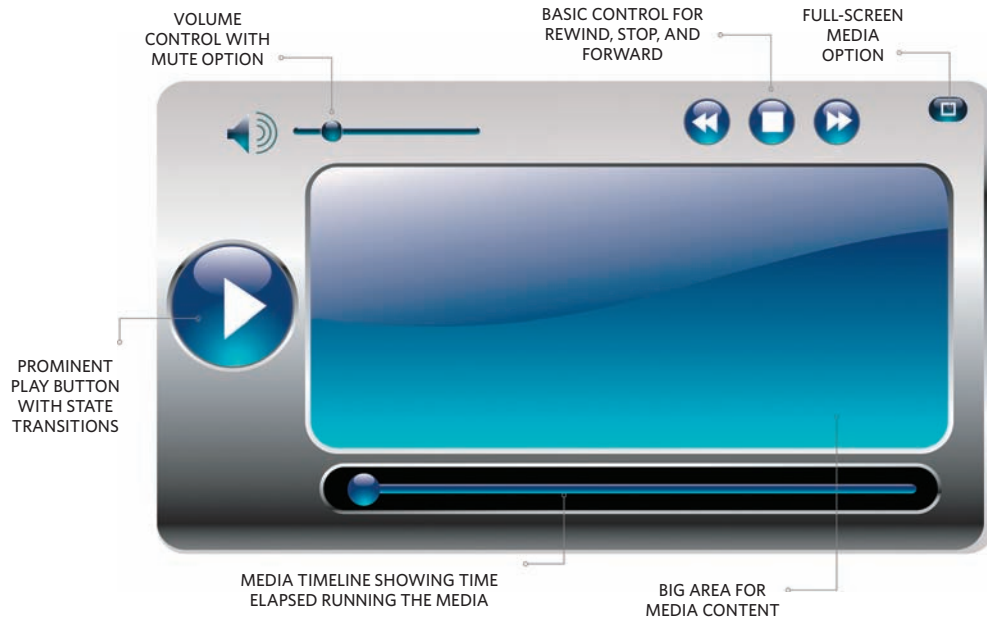 VOLUME
CONTROL WITH
MUTE OPTION
BASIC CONTROL FOR
REWIND, STOP, AND
FORWARD
FULL-SCREEN
MEDIA
OPTION
PROMINENT
PLAY BUTTON
WITH STATE
TRANSITIONS
MEDIA TIMELINE SHOWING TIME
ELAPSED RUNNING THE MEDIA
BIG AREA FOR
MEDIA CONTENT